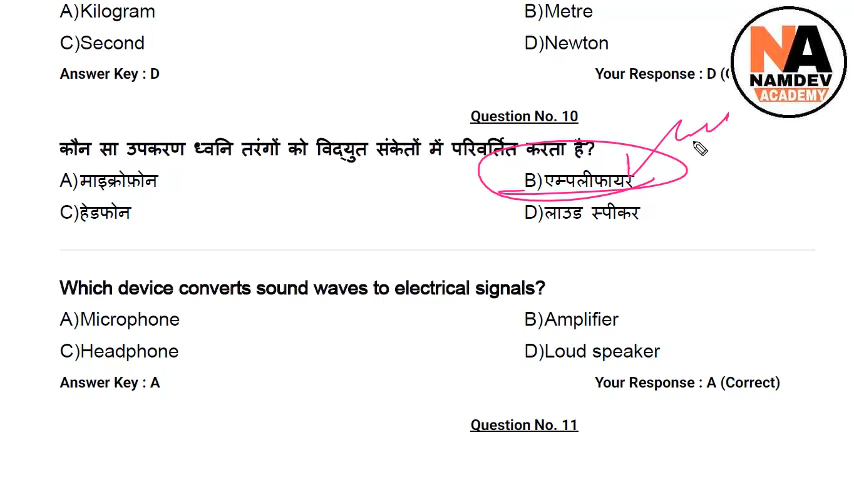 A)Kilogram B)Metre
C)Second D)Newton
Answer Key : D Your Response : D
NA
NAMDEV
ACADEMY
Question No. 10
कौन सा उपकरण ध्वनि तरंगों को विद्युत संकेतों में परिवर्तित करता है?
A)माइक्रोफ़ोन B)एम्पलीफायर
C)हेडफोन D)लाउड स्पीकर
Which device converts sound waves to electrical signals?
A)Microphone B)Amplifier
C)Headphone D)Loud speaker
Answer Key : A Your Response : A (Correct)
Question No. 11